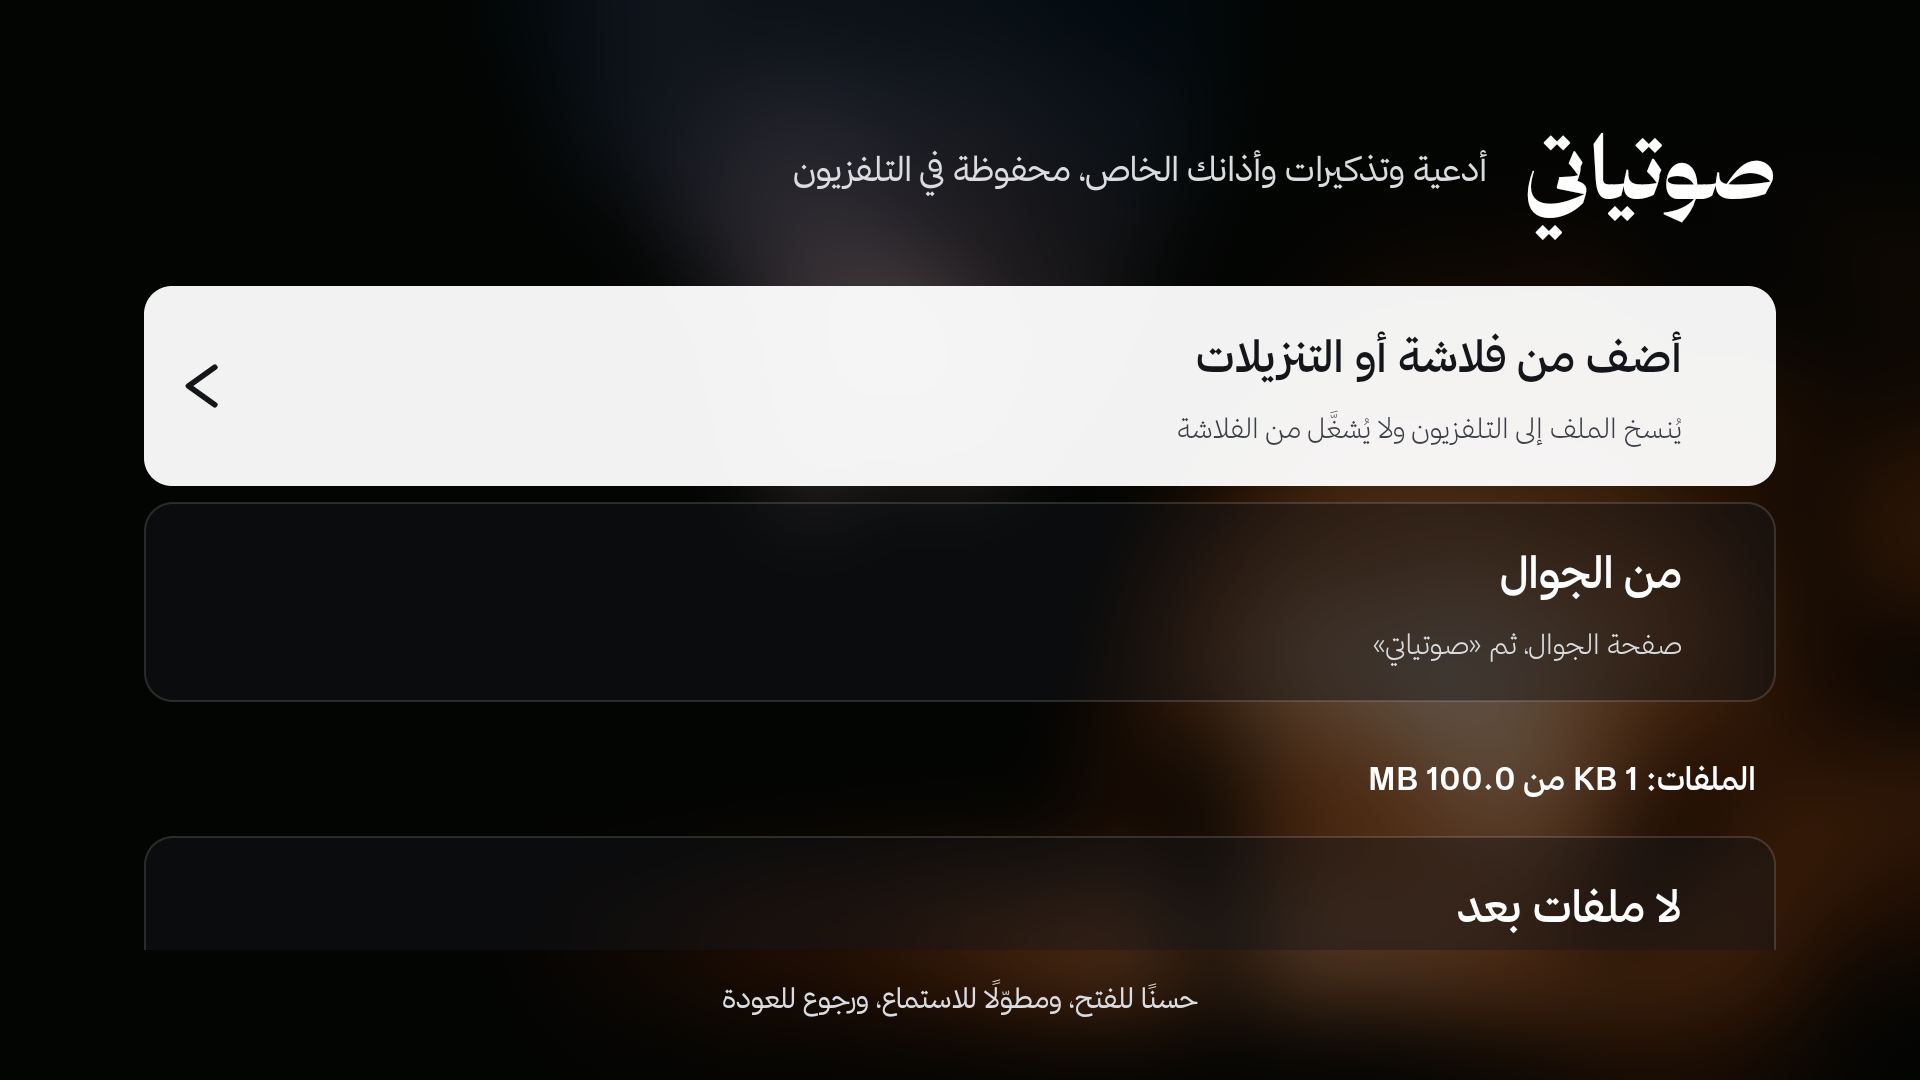 صوتياتي
أدعية وتذكيرات وأذانك الخاص، محفوظة في التلفزيون
أضف من فلاشة أو التنزيلات
يُنسخ الملف إلى التلفزيون ولا يُشغَّل من الفلاشة
من الجوال
صفحة الجوال، ثم «صوتياتي»
الملفات: 1 KB من 100.0 MB
لا ملفات بعد
حسنًا للفتح، ومطوّلًا للاستماع، ورجوع للعودة